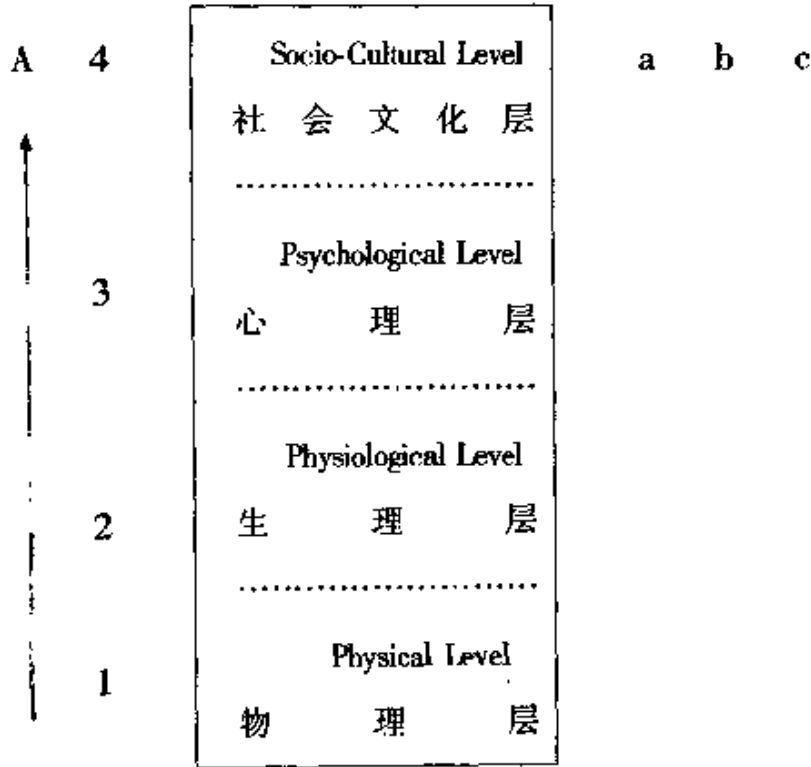 A 4 Socio-Cultural Level a b c
社 会 文 化 层
Psychological Level
3
心 理 层
Physiological Level
2
生 理 层
Physical Level
1
物 理 层